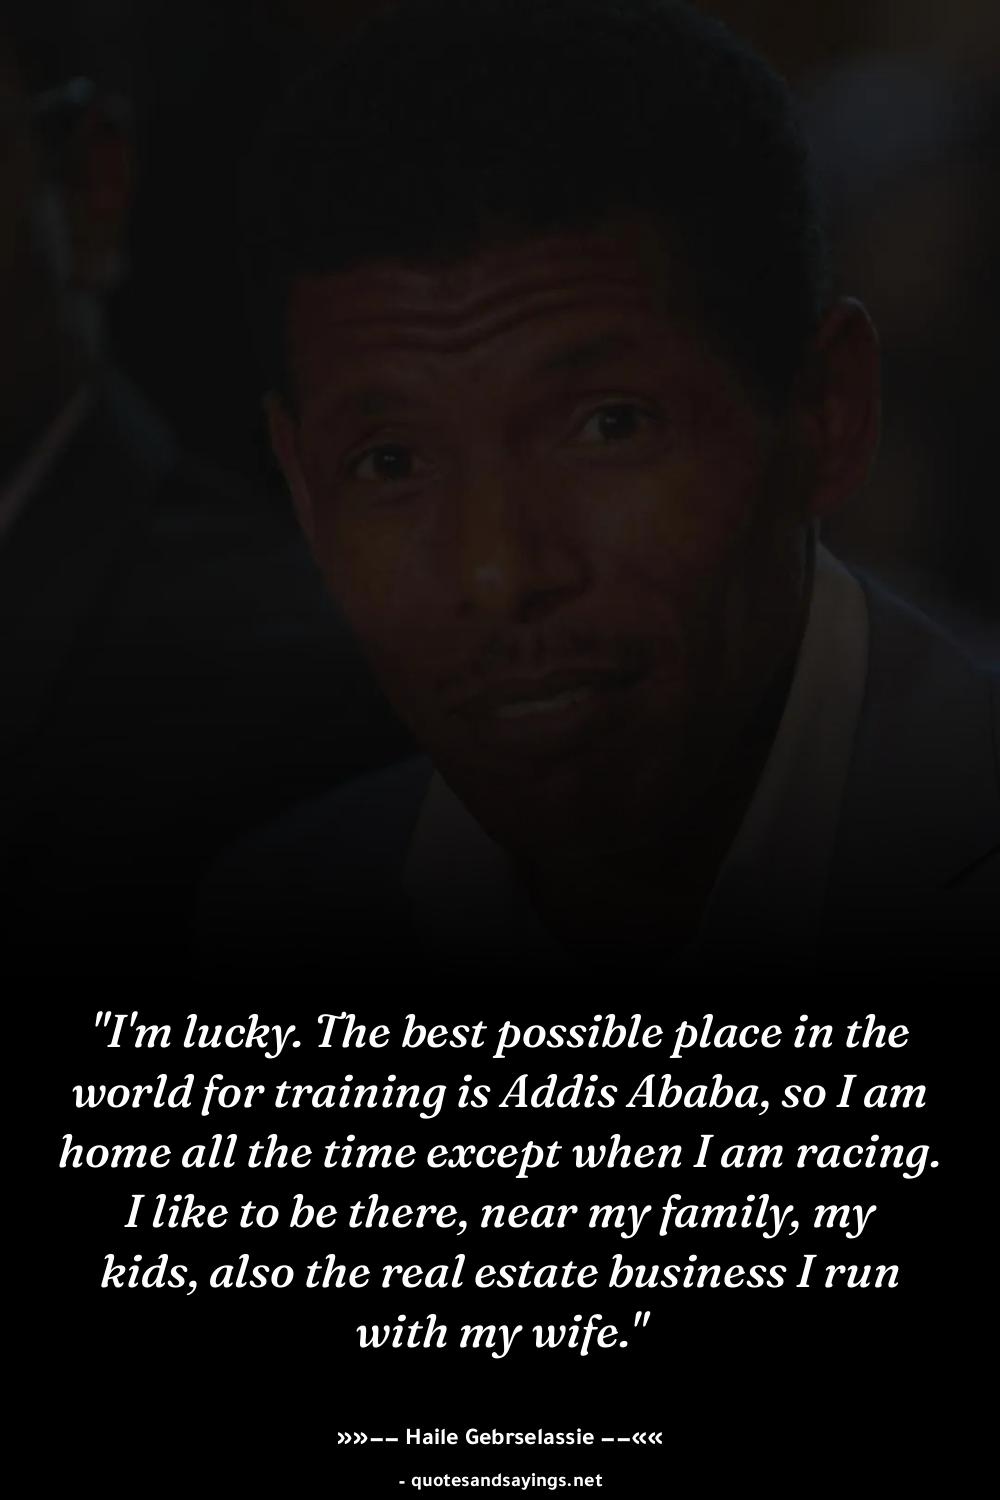 "I'm lucky. The best possible place in the
world for training is Addis Ababa, so I am
home all the time except when I am racing.
I like to be there, near my family, my
kids, also the real estate business I run
with my wife."
»»–– Haile Gebrselassie ––««
- quotesandsayings.net